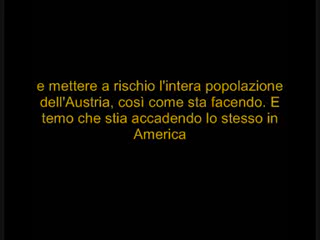 e mettere a rischio l'intera popolazione
dell'Austria, così come sta facendo. E
temo che stia accadendo lo stesso in
America